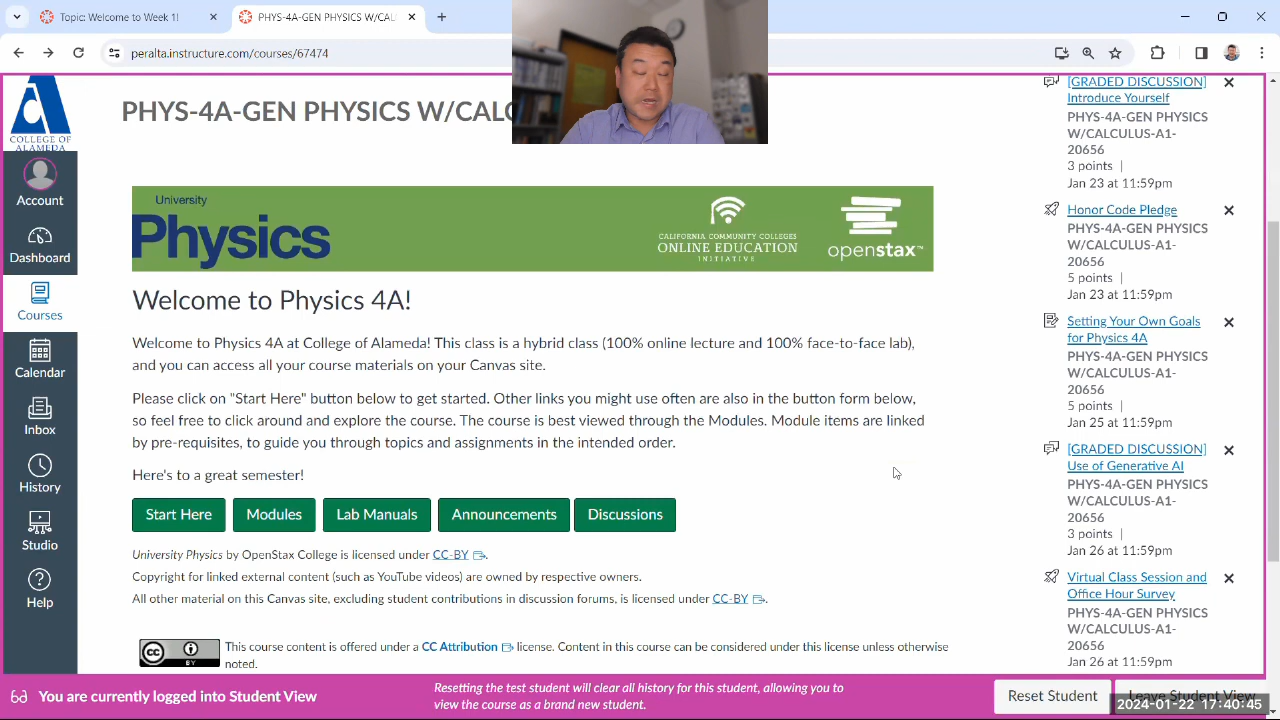 peralta.instructure.com/courses/67474
COLLEGE OF
ALAMEDA
Account
Dashboard
Courses
Calendar
Inbox
History
Studio
Help
PHYS-4A-GEN PHYSICS W/CALC
University
Physics
CALIFORNIA COMMUNITY COLLEGES
ONLINE EDUCATION
INITIATIVE
openstax™
Welcome to Physics 4A!
Welcome to Physics 4A at College of Alameda! This class is a hybrid class (100% online lecture and 100% face-to-face lab),
and you can access all your course materials on your Canvas site.
Please click on "Start Here" button below to get started. Other links you might use often are also in the button form below,
so feel free to click around and explore the course. The course is best viewed through the Modules. Module items are linked
by pre-requisites, to guide you through topics and assignments in the intended order.
Here's to a great semester!
Start Here
Modules
Lab Manuals
Announcements
Discussions
University Physics by OpenStax College is licensed under CC-BY.
Copyright for linked external content (such as YouTube videos) are owned by respective owners.
All other material on this Canvas site, excluding student contributions in discussion forums, is licensed under CC-BY.
cc BY
This course content is offered under a CC Attribution license. Content in this course can be considered under this license unless otherwise
noted.
[GRADED DISCUSSION]
Introduce Yourself
PHYS-4A-GEN PHYSICS
W/CALCULUS-A1-
20656
3 points |
Jan 23 at 11:59pm
Honor Code Pledge
PHYS-4A-GEN PHYSICS
W/CALCULUS-A1-
20656
5 points |
Jan 23 at 11:59pm
Setting Your Own Goals
for Physics 4A
PHYS-4A-GEN PHYSICS
W/CALCULUS-A1-
20656
5 points |
Jan 25 at 11:59pm
[GRADED DISCUSSION]
Use of Generative AI
PHYS-4A-GEN PHYSICS
W/CALCULUS-A1-
20656
3 points |
Jan 26 at 11:59pm
Virtual Class Session and
Office Hour Survey
PHYS-4A-GEN PHYSICS
W/CALCULUS-A1-
20656
Jan 26 at 11:59pm
You are currently logged into Student View
Resetting the test student will clear all history for this student, allowing you to
view the course as a brand new student.
Reset Student
Leave Student View
2024-01-22 17:40:45